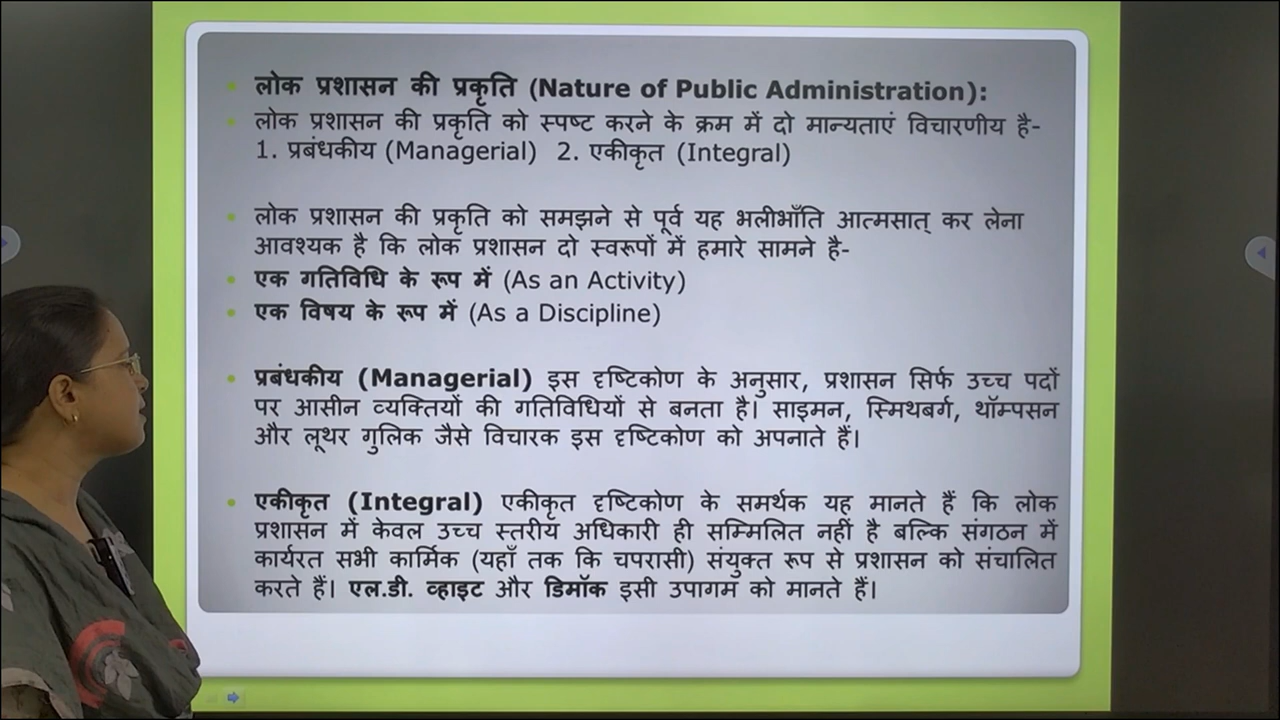 लोक प्रशासन की प्रकृति (Nature of Public Administration):
लोक प्रशासन की प्रकृति को स्पष्ट करने के क्रम में दो मान्यताएं विचारणीय है-
1. प्रबंधकीय (Managerial) 2. एकीकृत (Integral)
लोक प्रशासन की प्रकृति को समझने से पूर्व यह भलीभाँति आत्मसात् कर लेना
आवश्यक है कि लोक प्रशासन दो स्वरूपों में हमारे सामने है-
एक गतिविधि के रूप में (As an Activity)
एक विषय के रूप में (As a Discipline)
प्रबंधकीय (Managerial) इस दृष्टिकोण के अनुसार, प्रशासन सिर्फ उच्च पदों
पर आसीन व्यक्तियों की गतिविधियों से बनता है। साइमन, स्मिथबर्ग, थॉम्पसन
और लूथर गुलिक जैसे विचारक इस दृष्टिकोण को अपनाते हैं।
एकीकृत (Integral) एकीकृत दृष्टिकोण के समर्थक यह मानते हैं कि लोक
प्रशासन में केवल उच्च स्तरीय अधिकारी ही सम्मिलित नहीं है बल्कि संगठन में
कार्यरत सभी कार्मिक (यहाँ तक कि चपरासी) संयुक्त रूप से प्रशासन को संचालित
करते हैं। एल.डी. व्हाइट और डिमॉक इसी उपागम को मानते हैं।